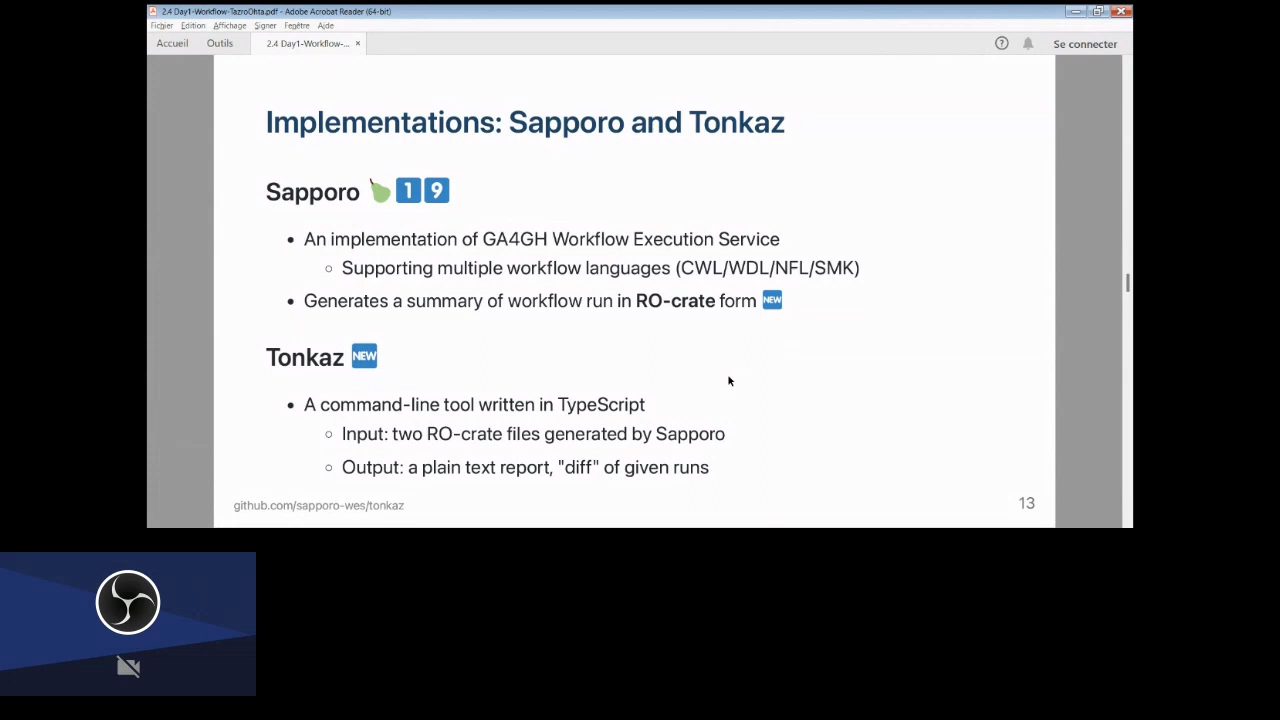 2.4 Day1-Workflow-TazroOhta.pdf - Adobe Acrobat Reader (64-bit)
Fichier Edition Affichage Signer Fenêtre Aide
Accueil Outils 2.4 Day1-Workflow-... × ? Se connecter
Implementations: Sapporo and Tonkaz
Sapporo 🍐1️⃣9️⃣
• An implementation of GA4GH Workflow Execution Service
○ Supporting multiple workflow languages (CWL/WDL/NFL/SMK)
• Generates a summary of workflow run in RO-crate form NEW
Tonkaz NEW
• A command-line tool written in TypeScript
○ Input: two RO-crate files generated by Sapporo
○ Output: a plain text report, "diff" of given runs
github.com/sapporo-wes/tonkaz 13